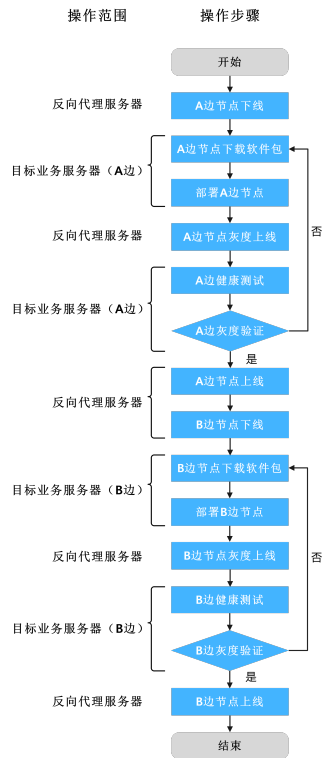 操作范围 操作步骤
开始
反向代理服务器 A边节点下线
A边节点下载软件包
目标业务服务器（A边）
部署A边节点
反向代理服务器 A边节点灰度上线
否
A边健康测试
目标业务服务器（A边）
A边灰度验证
是
A边节点上线
反向代理服务器
B边节点下线
B边节点下载软件包
目标业务服务器（B边）
部署B边节点
反向代理服务器 B边节点灰度上线
否
B边健康测试
目标业务服务器（B边）
B边灰度验证
是
反向代理服务器 B边节点上线
结束